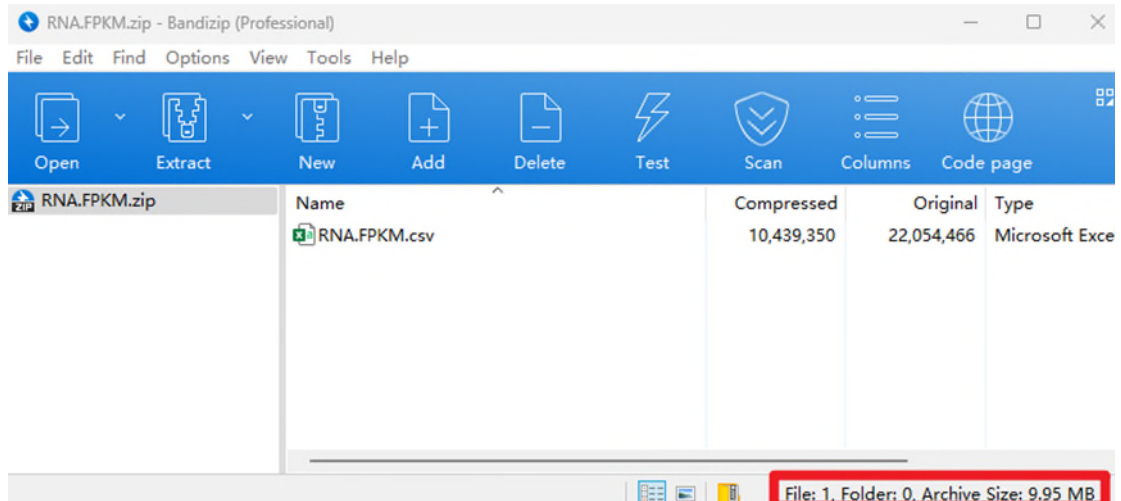 RNA.FPKM.zip - Bandizip (Professional)
File Edit Find Options View Tools Help
Open Extract New Add Delete Test Scan Columns Code page
RNA.FPKM.zip
Name Compressed Original Type
RNA.FPKM.csv 10,439,350 22,054,466 Microsoft Exce
File: 1, Folder: 0, Archive Size: 9.95 MB